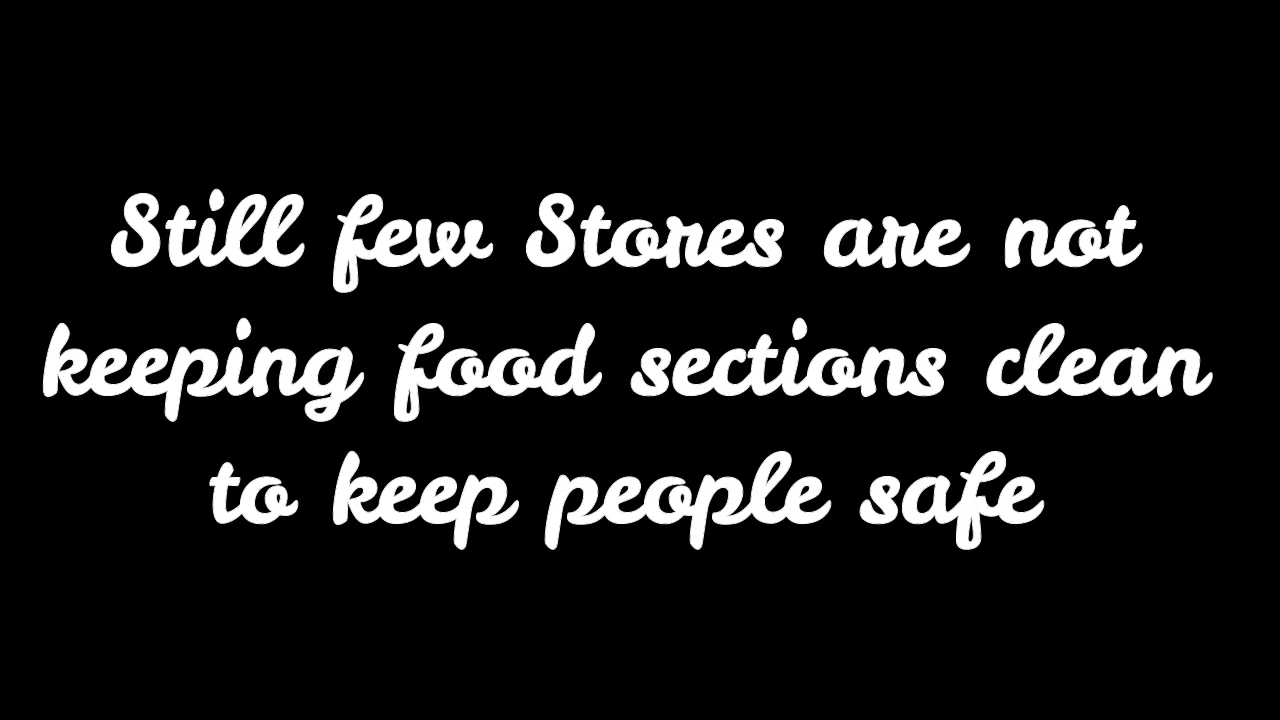 Still few Stores are not
keeping food sections clean
to keep people safe